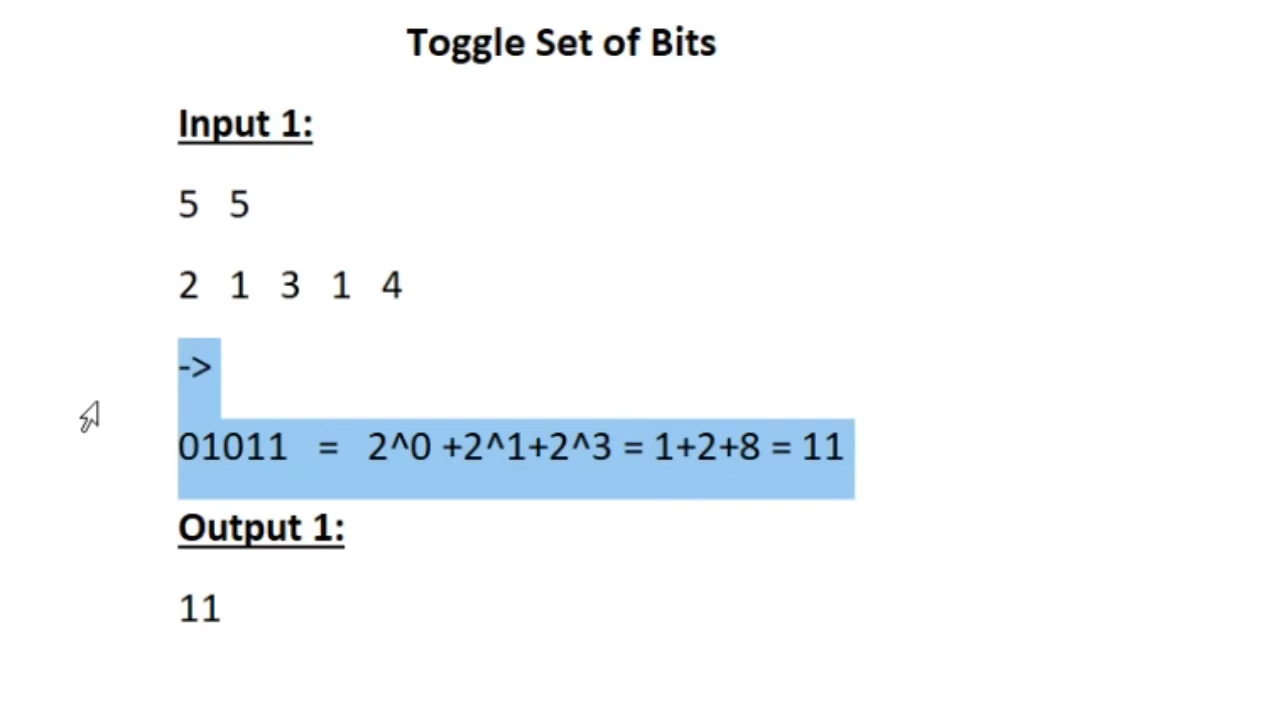 Toggle Set of Bits
Input 1:
5 5
2 1 3 1 4
->
01011 = 2^0 +2^1+2^3 = 1+2+8 = 11
Output 1:
11